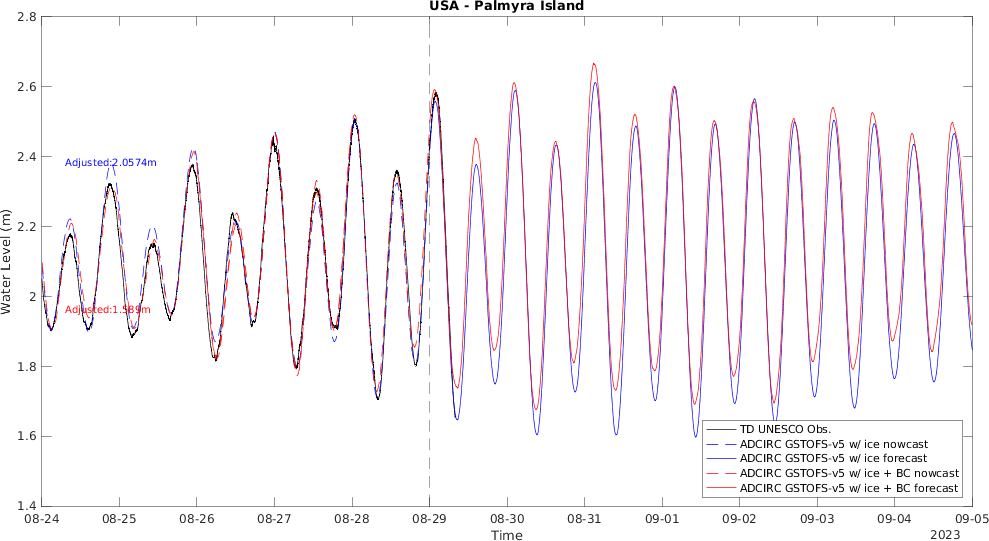 USA - Palmyra Island
2.8
2.6
2.4
2.2
2
1.8
1.6
1.4
Water Level (m)
Adjusted:2.0574m
Adjusted:1.589m
TD UNESCO Obs.
ADCIRC GSTOFS-v5 w/ ice nowcast
ADCIRC GSTOFS-v5 w/ ice forecast
ADCIRC GSTOFS-v5 w/ ice + BC nowcast
ADCIRC GSTOFS-v5 w/ ice + BC forecast
08-24 08-25 08-26 08-27 08-28 08-29 08-30 08-31 09-01 09-02 09-03 09-04 09-05
Time
2023